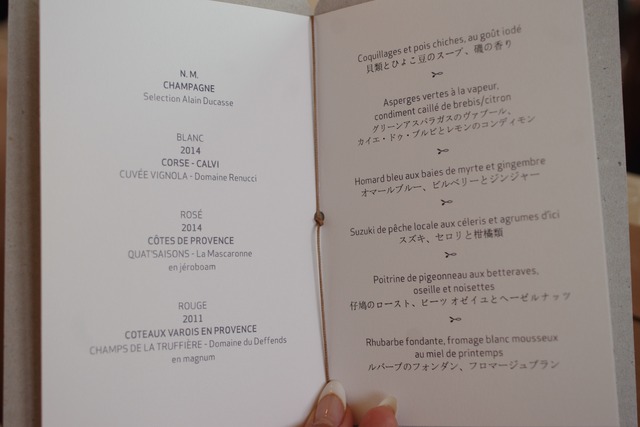 N. M.
CHAMPAGNE
Selection Alain Ducasse
BLANC
2014
CORSE - CALVI
CUVÉE VIGNOLA - Domaine Renucci
ROSÉ
2014
CÔTES DE PROVENCE
QUAT'SAISONS - La Mascaronne
en jéroboam
ROUGE
2011
COTEAUX VAROIS EN PROVENCE
CHAMPS DE LA TRUFFIÈRE - Domaine du Deffends
en magnum
Coquillages et pois chiches, au goût iodé
貝類とひよこ豆のスープ、磯の香り
Asperges vertes à la vapeur,
condiment caillé de brebis/citron
グリーンアスパラガスのヴァプール、
カイエ・ドゥ・ブルビとレモンのコンディモン
Homard bleu aux baies de myrte et gingembre
オマールブルー、ビルベリーとジンジャー
Suzuki de pêche locale aux céleris et agrumes d'ici
スズキ、セロリと柑橘類
Poitrine de pigeonneau aux betteraves,
oseille et noisettes
仔鳩のロースト、ビーツ オゼイユとヘーゼルナッツ
Rhubarbe fondante, fromage blanc mousseux
au miel de printemps
ルバーブのフォンダン、フロマージュブラン